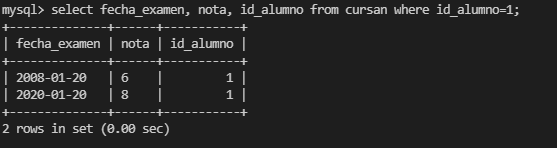 mysql> select fecha_examen, nota, id_alumno from cursan where id_alumno=1;
+--------------+------+-----------+
| fecha_examen | nota | id_alumno |
+--------------+------+-----------+
| 2008-01-20   | 6    |         1 |
| 2020-01-20   | 8    |         1 |
+--------------+------+-----------+
2 rows in set (0.00 sec)